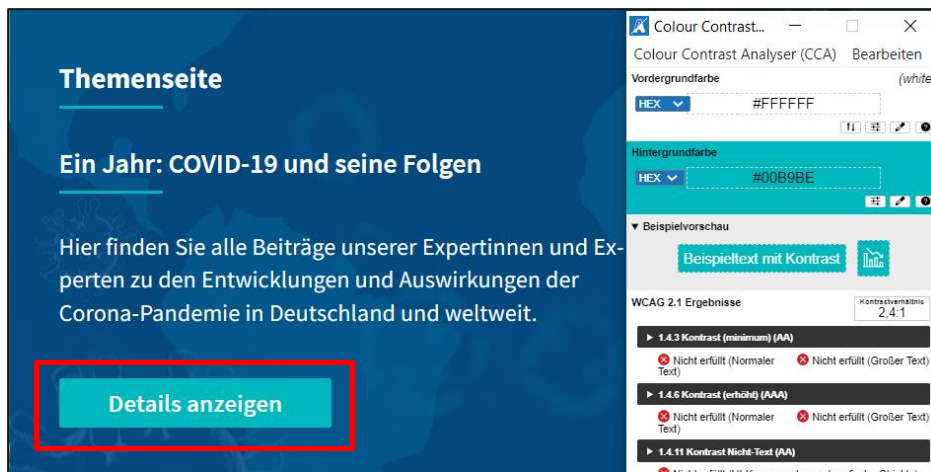 Themenseite
Ein Jahr: COVID-19 und seine Folgen
Hier finden Sie alle Beiträge unserer Expertinnen und Ex-
perten zu den Entwicklungen und Auswirkungen der
Corona-Pandemie in Deutschland und weltweit.
Details anzeigen
Colour Contrast...
Colour Contrast Analyser (CCA) Bearbeiten
Vordergrundfarbe (white
HEX #FFFFFF
Hintergrundfarbe
HEX #00B9BE
Beispielvorschau
Beispieltext mit Kontrast
WCAG 2.1 Ergebnisse
Kontrastverhältnis
2,4:1
1.4.3 Kontrast (minimum) (AA)
Nicht erfüllt (Normaler Nicht erfüllt (Großer Text)
Text)
1.4.6 Kontrast (erhöht) (AAA)
Nicht erfüllt (Normaler Nicht erfüllt (Großer Text)
Text)
1.4.11 Kontrast Nicht-Text (AA)